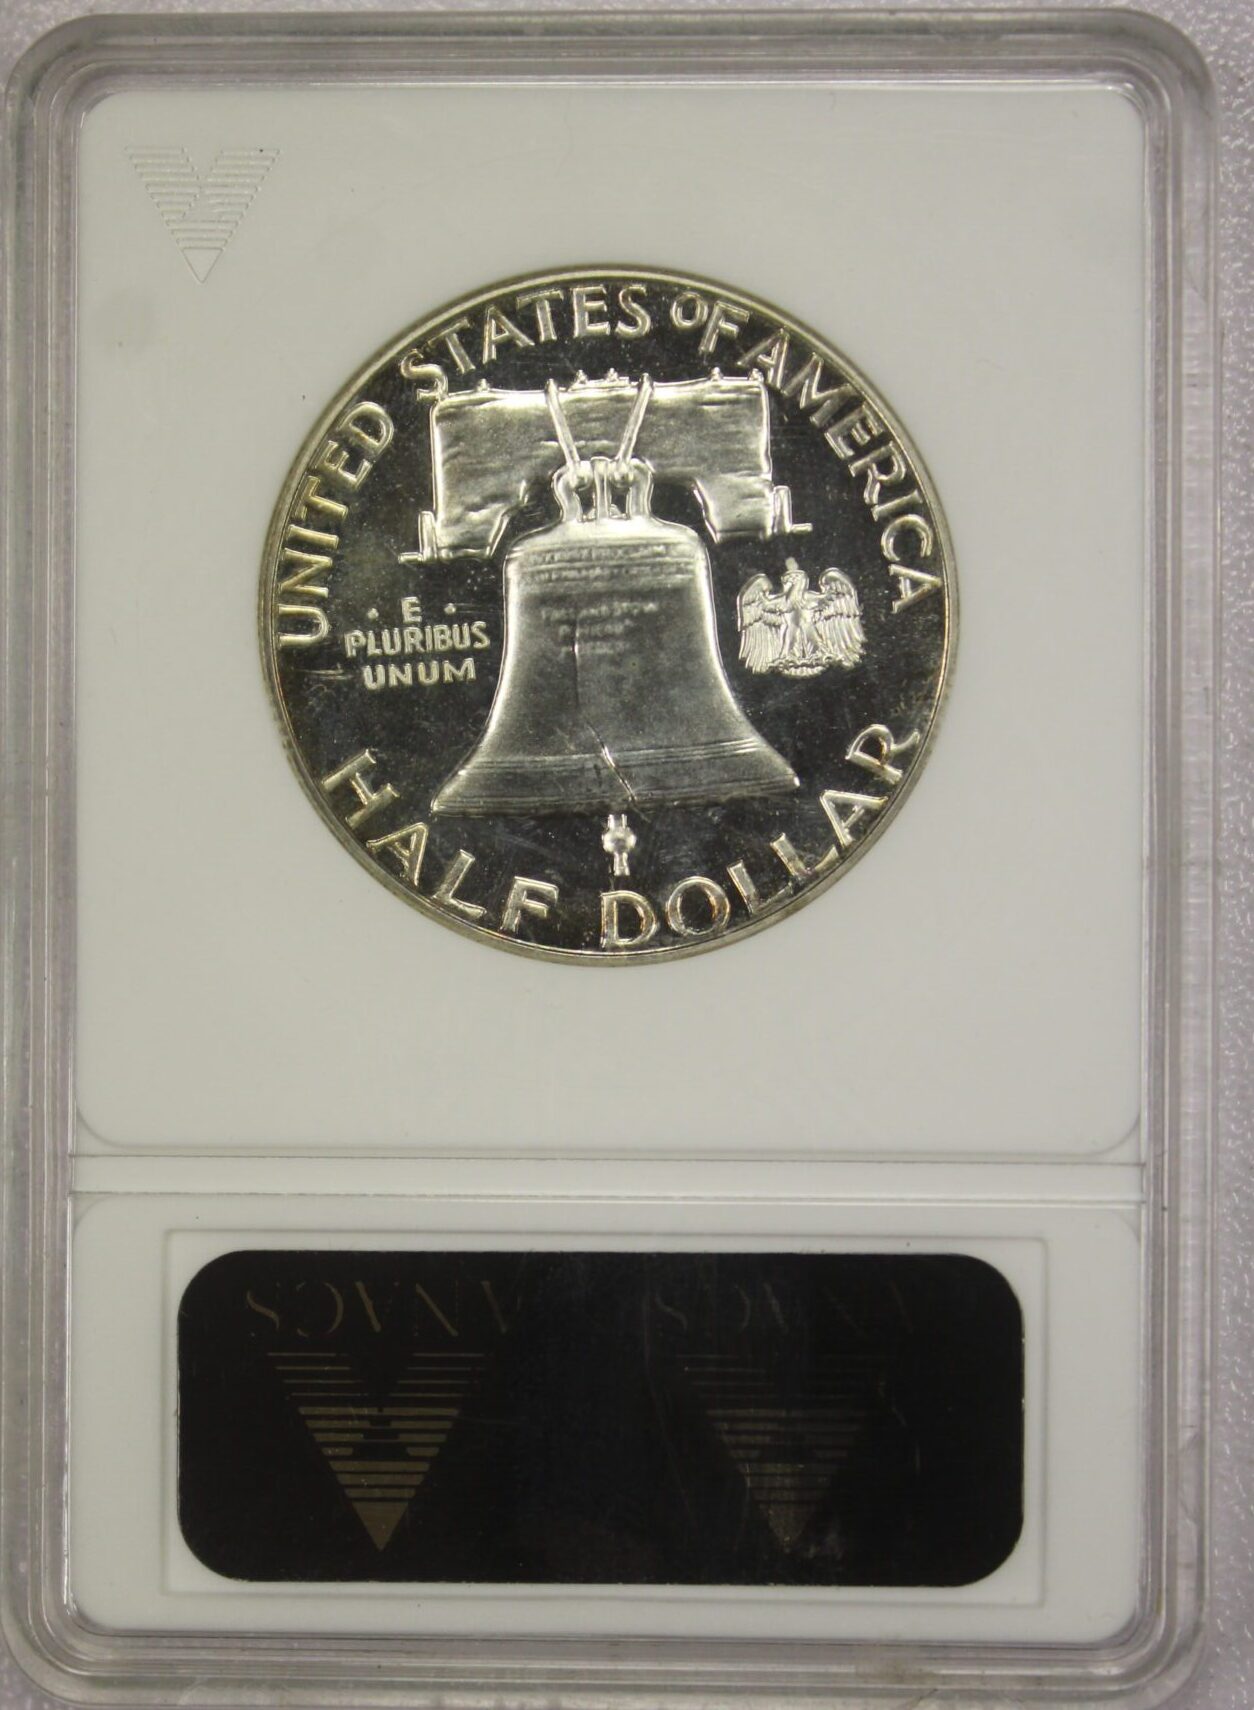 UNITED STATES OF AMERICA
· E ·
PLURIBUS
UNUM
HALF DOLLAR
ANACS ANACS